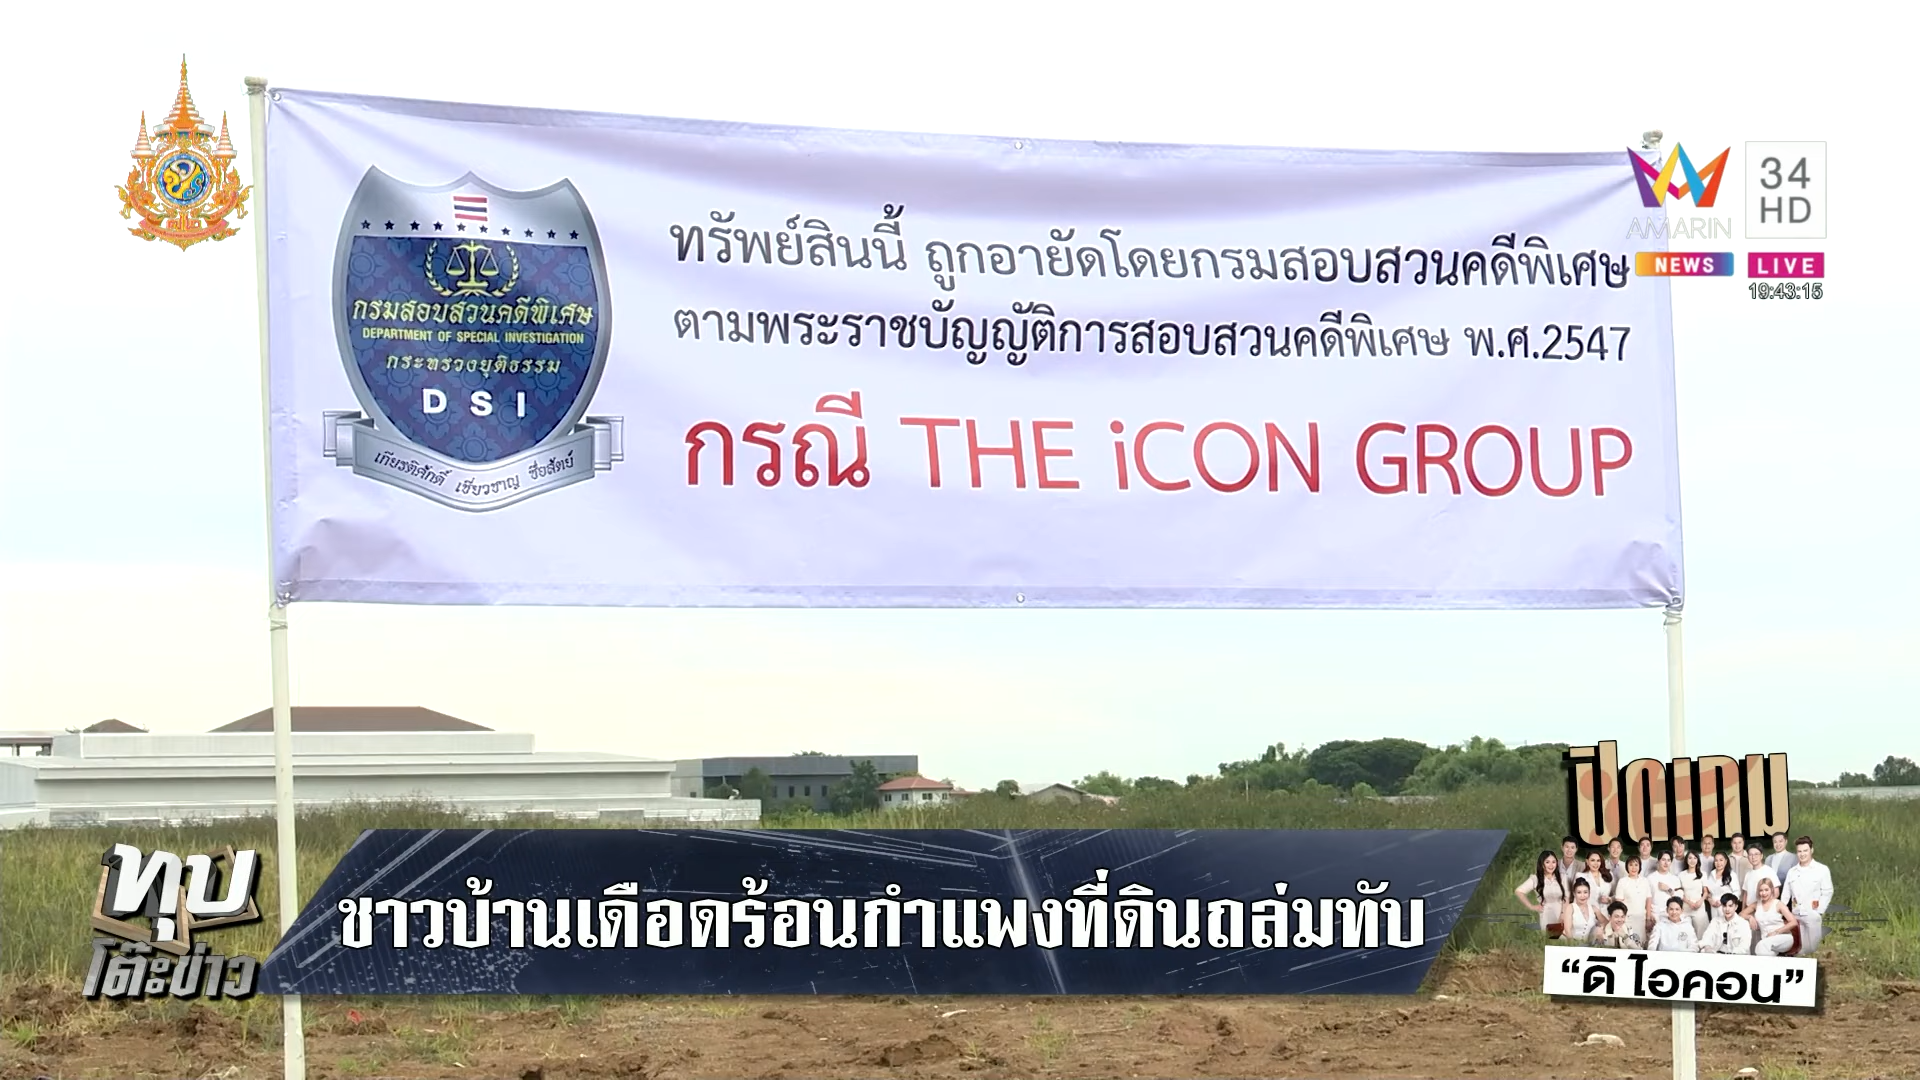 ทรัพย์สินนี้ ถูกอายัดโดยกรมสอบสวนคดีพิเศษ
ตามพระราชบัญญัติการสอบสวนคดีพิเศษ พ.ศ.2547
กรณี THE iCON GROUP
กรมสอบสวนคดีพิเศษ
DEPARTMENT OF SPECIAL INVESTIGATION
กระทรวงยุติธรรม
DSI
เกียรติศักดิ์ เชี่ยวชาญ ซื่อสัตย์
AMARIN
34
HD
NEWS
LIVE
19:43:15
ทุบ
โต๊ะข่าว
ชาวบ้านเดือดร้อนกำแพงที่ดินถล่มทับ
ปิดเกม
“ดิ ไอคอน”